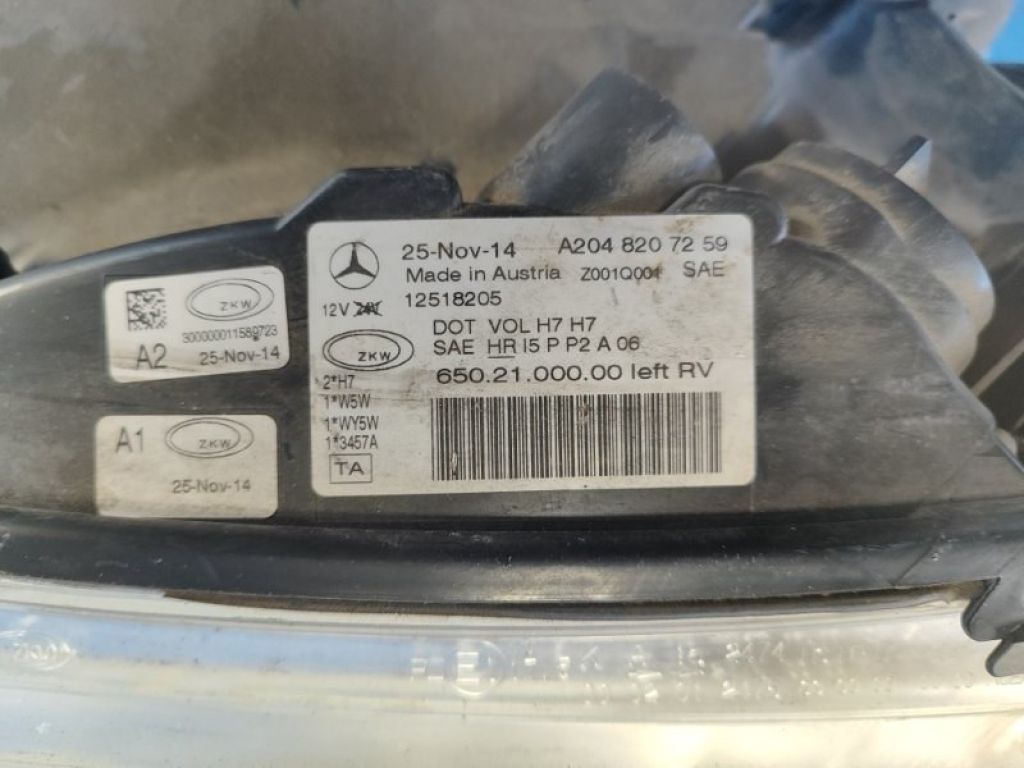 25-Nov-14 A204 820 7259
Made in Austria Z001Q001 SAE
12V 12518205
DOT VOL H7 H7
ZKW SAE HR I5 P P2 A 06
650.21.000.00 left RV
2*H7
1*W5W
1*WY5W
1*3457A
TA
ZKW
300000011589723
A2 25-Nov-14
A1 ZKW
25-Nov-14